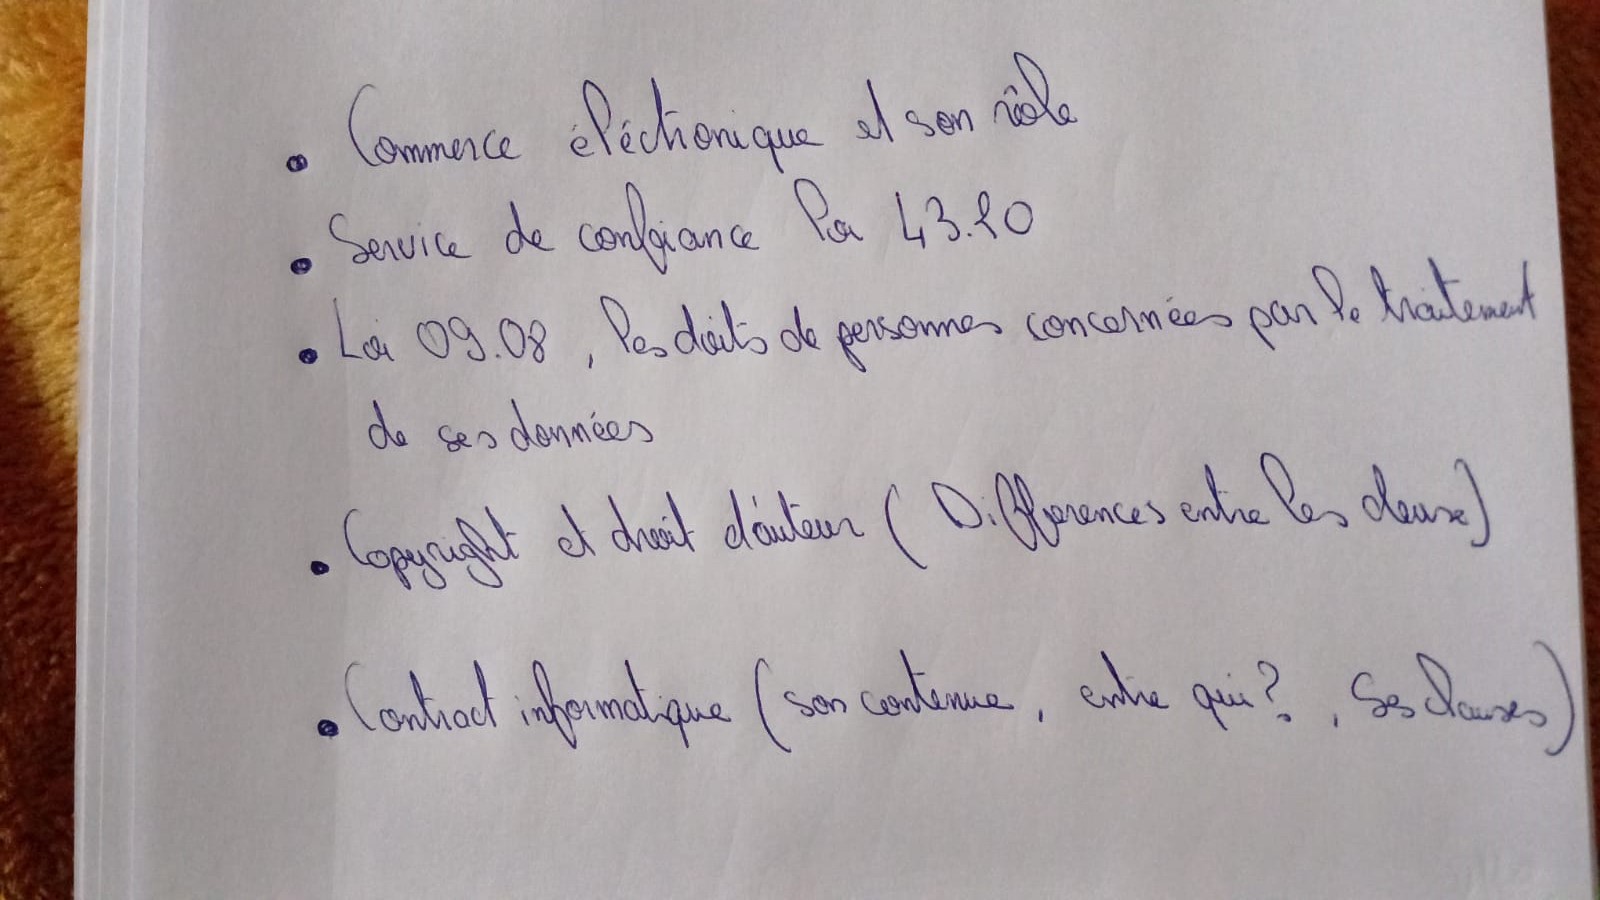 • Commerce éléctronique et son rôle
• Service de confiance loi 43.20
• Loi 09.08, les droits de personnes concernées par le traitement
de ses données
• Copyright et droit d'auteur (Différences entre les deux)
• Contract informatique (son contenue, entre qui?, ses clauses)